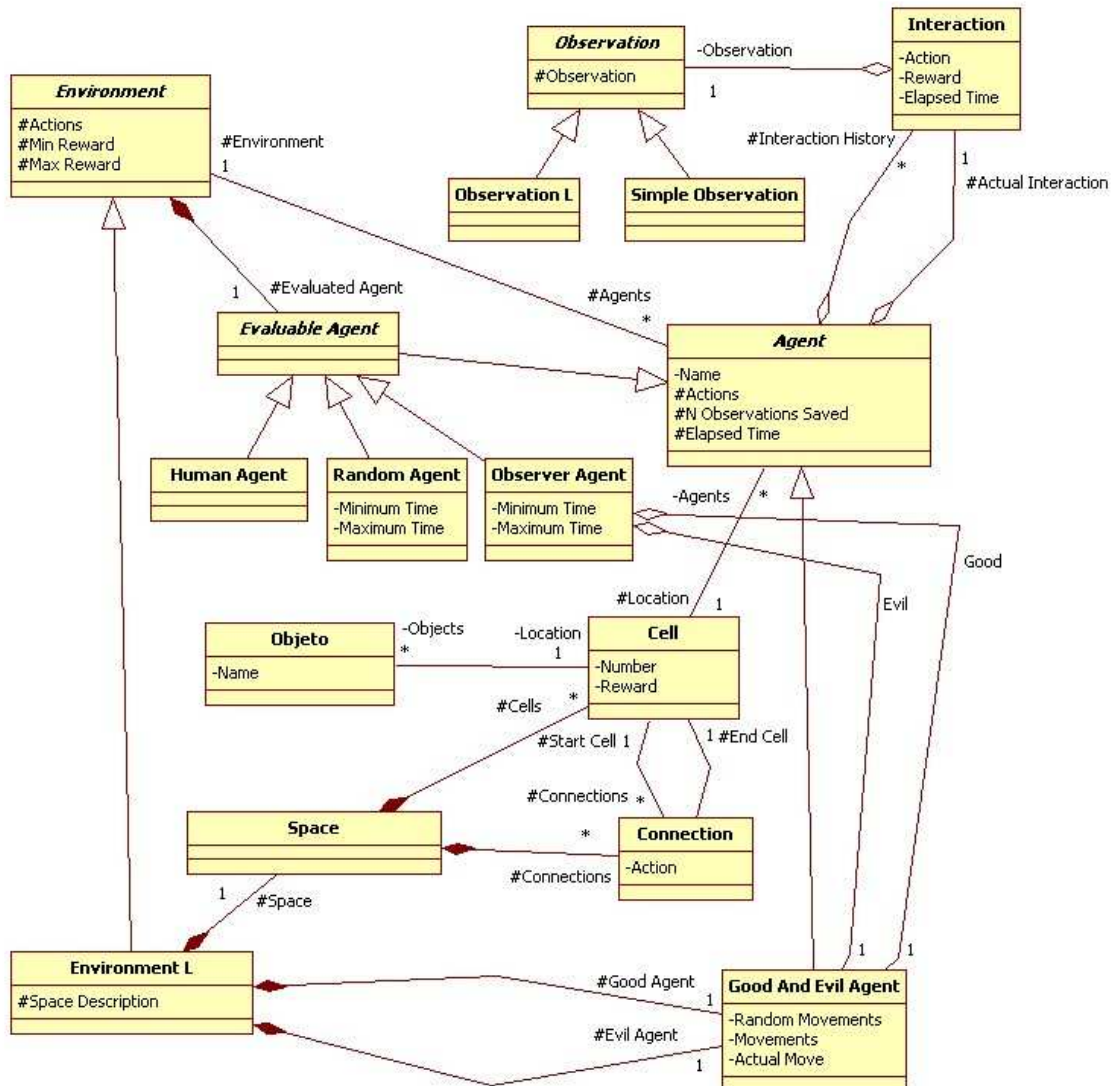 Interaction
-Action
-Reward
-Elapsed Time
Observation
#Observation
-Observation
1
Environment
#Actions
#Min Reward
#Max Reward
#Environment
1
#Interaction History
*
1
#Actual Interaction
Observation L
Simple Observation
#Evaluated Agent
1
#Agents
*
Evaluable Agent
Agent
-Name
#Actions
#N Observations Saved
#Elapsed Time
Human Agent
Random Agent
-Minimum Time
-Maximum Time
Observer Agent
-Minimum Time
-Maximum Time
-Agents
*
Good
Evil
#Location
1
Objeto
-Name
-Objects
*
-Location
1
Cell
-Number
-Reward
#Cells
*
#Start Cell 1
1 #End Cell
#Connections
*
Space
*
#Connections
Connection
-Action
1
#Space
Environment L
#Space Description
#Good Agent
1
#Evil Agent
1
1
1
Good And Evil Agent
-Random Movements
-Movements
-Actual Move